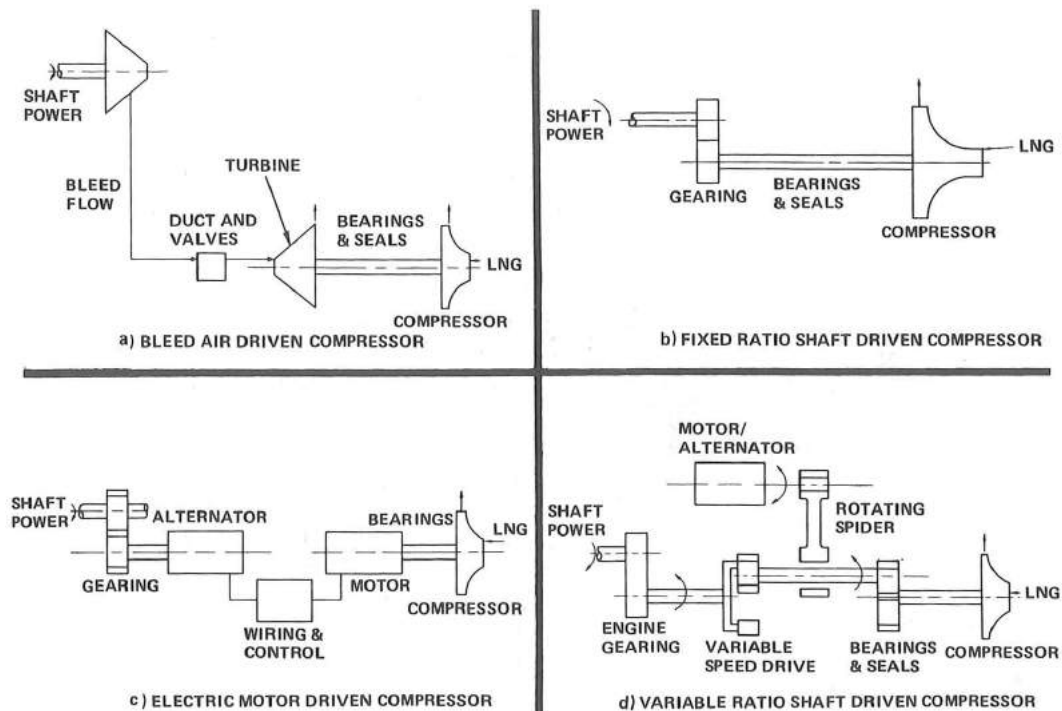 SHAFT
POWER
BLEED
FLOW
TURBINE
DUCT AND
VALVES
BEARINGS
& SEALS
LNG
COMPRESSOR
a) BLEED AIR DRIVEN COMPRESSOR
SHAFT
POWER
GEARING
BEARINGS
& SEALS
LNG
COMPRESSOR
b) FIXED RATIO SHAFT DRIVEN COMPRESSOR
SHAFT
POWER
GEARING
ALTERNATOR
WIRING &
CONTROL
MOTOR
BEARINGS
LNG
COMPRESSOR
c) ELECTRIC MOTOR DRIVEN COMPRESSOR
MOTOR/
ALTERNATOR
SHAFT
POWER
ROTATING
SPIDER
LNG
ENGINE
GEARING
VARIABLE
SPEED DRIVE
BEARINGS
& SEALS
COMPRESSOR
d) VARIABLE RATIO SHAFT DRIVEN COMPRESSOR